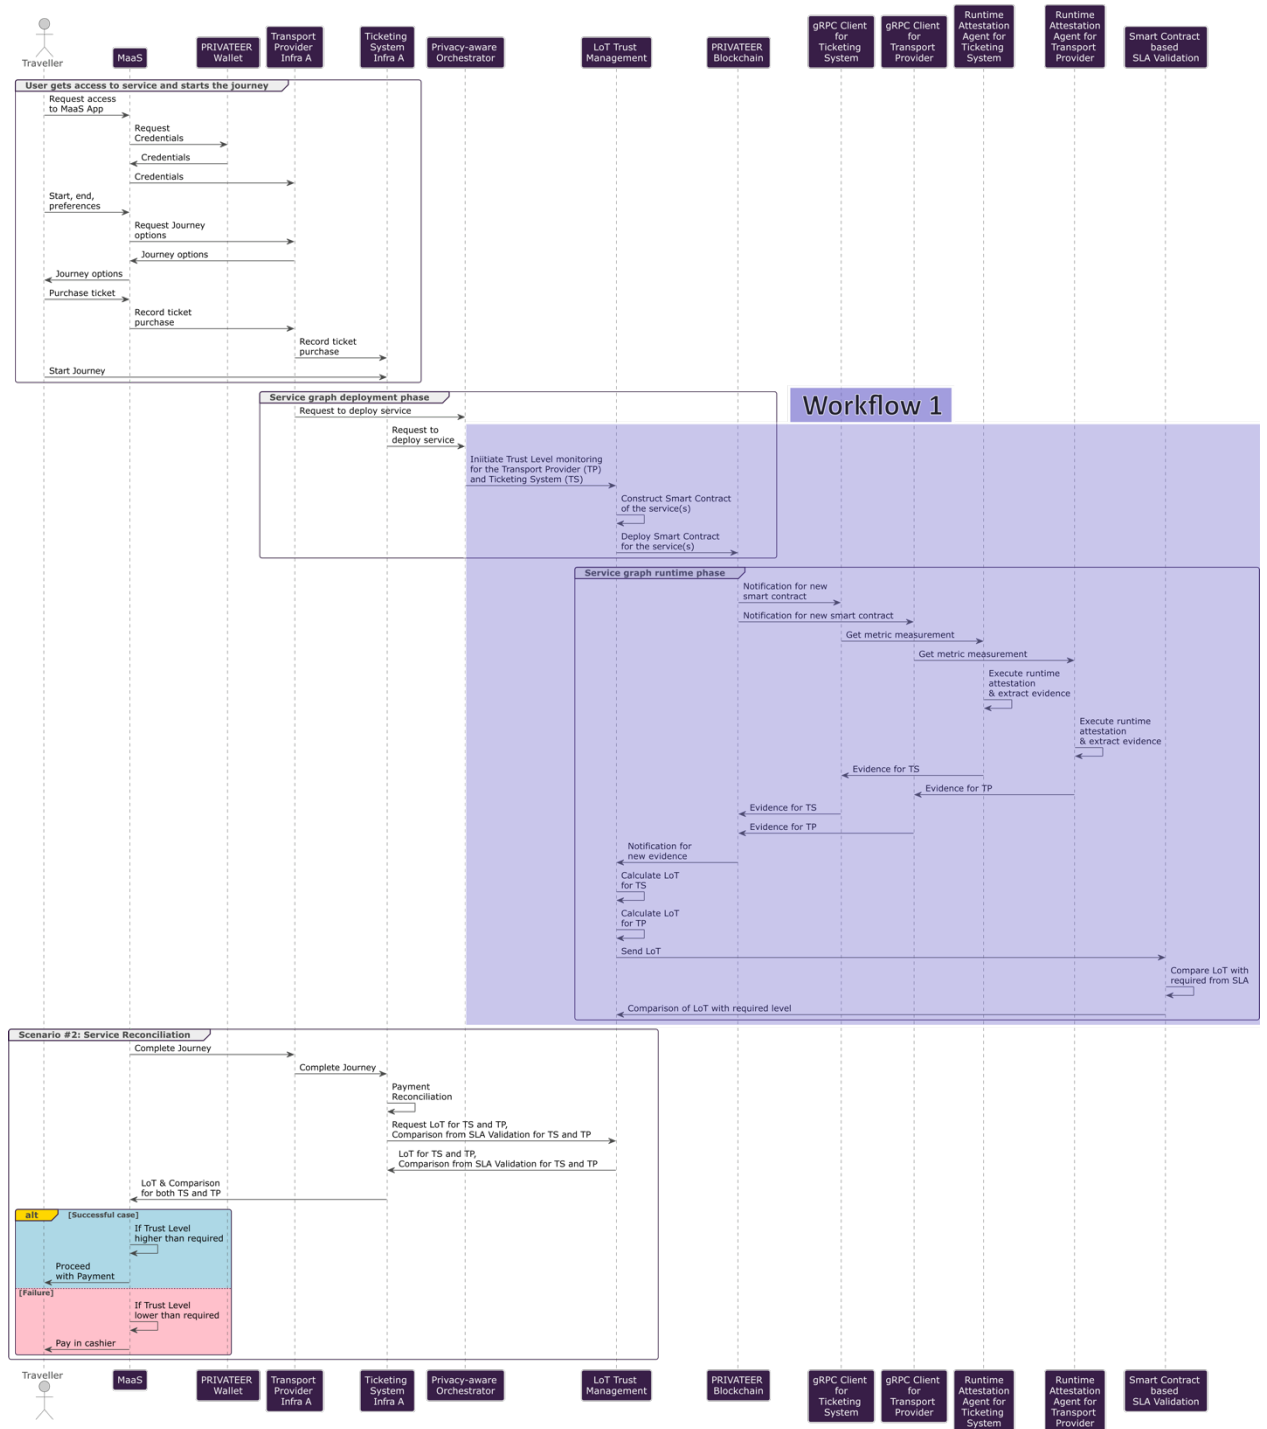 Traveller
MaaS
PRIVATEER
Wallet
Transport
Provider
Infra A
Ticketing
System
Infra A
Privacy-aware
Orchestrator
LoT Trust
Management
PRIVATEER
Blockchain
gRPC Client
for
Ticketing
System
gRPC Client
for
Transport
Provider
Runtime
Attestation
Agent for
Ticketing
System
Runtime
Attestation
Agent for
Transport
Provider
Smart Contract
based
SLA Validation
User gets access to service and starts the journey
Request access
to MaaS App
Request
Credentials
Credentials
Credentials
Start, end,
preferences
Request Journey
options
Journey options
Journey options
Purchase ticket
Record ticket
purchase
Record ticket
purchase
Start Journey
Service graph deployment phase
Workflow 1
Request to deploy service
Request to
deploy service
Iniitiate Trust Level monitoring
for the Transport Provider (TP)
and Ticketing System (TS)
Construct Smart Contract
of the service(s)
Deploy Smart Contract
for the service(s)
Service graph runtime phase
Notification for new
smart contract
Notification for new smart contract
Get metric measurement
Get metric measurement
Execute runtime
attestation
& extract evidence
Execute runtime
attestation
& extract evidence
Evidence for TS
Evidence for TP
Evidence for TS
Evidence for TP
Notification for
new evidence
Calculate LoT
for TS
Calculate LoT
for TP
Send LoT
Compare LoT with
required from SLA
Comparison of LoT with required level
Scenario #2: Service Reconciliation
Complete Journey
Complete Journey
Payment
Reconciliation
Request LoT for TS and TP,
Comparison from SLA Validation for TS and TP
LoT for TS and TP,
Comparison from SLA Validation for TS and TP
LoT & Comparison
for both TS and TP
alt [Successful case]
If Trust Level
higher than required
Proceed
with Payment
[Failure]
If Trust Level
lower than required
Pay in cashier
Traveller
MaaS
PRIVATEER
Wallet
Transport
Provider
Infra A
Ticketing
System
Infra A
Privacy-aware
Orchestrator
LoT Trust
Management
PRIVATEER
Blockchain
gRPC Client
for
Ticketing
System
gRPC Client
for
Transport
Provider
Runtime
Attestation
Agent for
Ticketing
System
Runtime
Attestation
Agent for
Transport
Provider
Smart Contract
based
SLA Validation